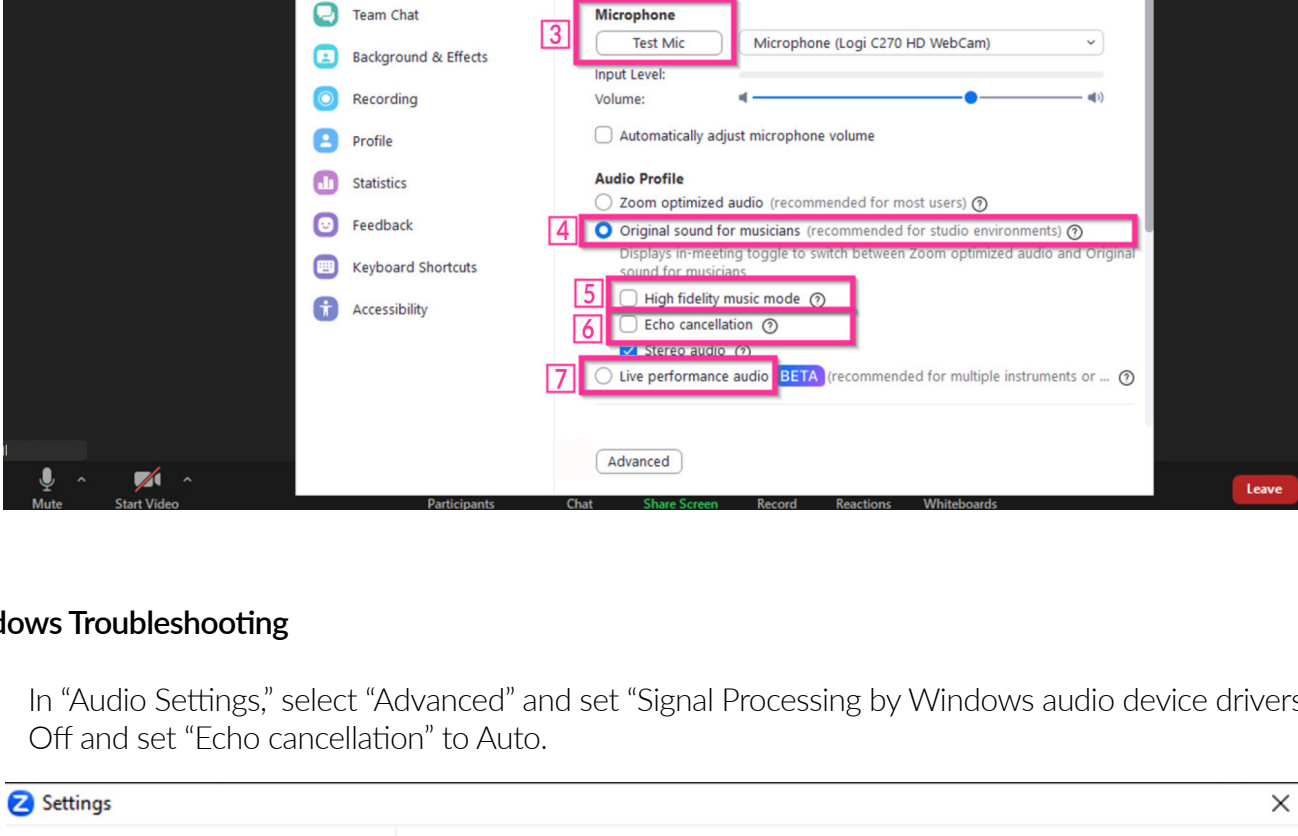 Team Chat
Background & Effects
Recording
Profile
Statistics
Feedback
Keyboard Shortcuts
Accessibility
Microphone
3
Test Mic
Microphone (Logi C270 HD WebCam)
Input Level:
Volume:
Automatically adjust microphone volume
Audio Profile
Zoom optimized audio (recommended for most users) ?
4
Original sound for musicians (recommended for studio environments) ?
Displays in-meeting toggle to switch between Zoom optimized audio and Original
sound for musicians
5
High fidelity music mode ?
6
Echo cancellation ?
Stereo audio ?
7
Live performance audio BETA (recommended for multiple instruments or ... ?
Advanced
Mute
Start Video
Participants
Chat
Share Screen
Record
Reactions
Whiteboards
Leave
dows Troubleshooting
In “Audio Settings,” select “Advanced” and set “Signal Processing by Windows audio device drivers
Off and set “Echo cancellation” to Auto.
Settings